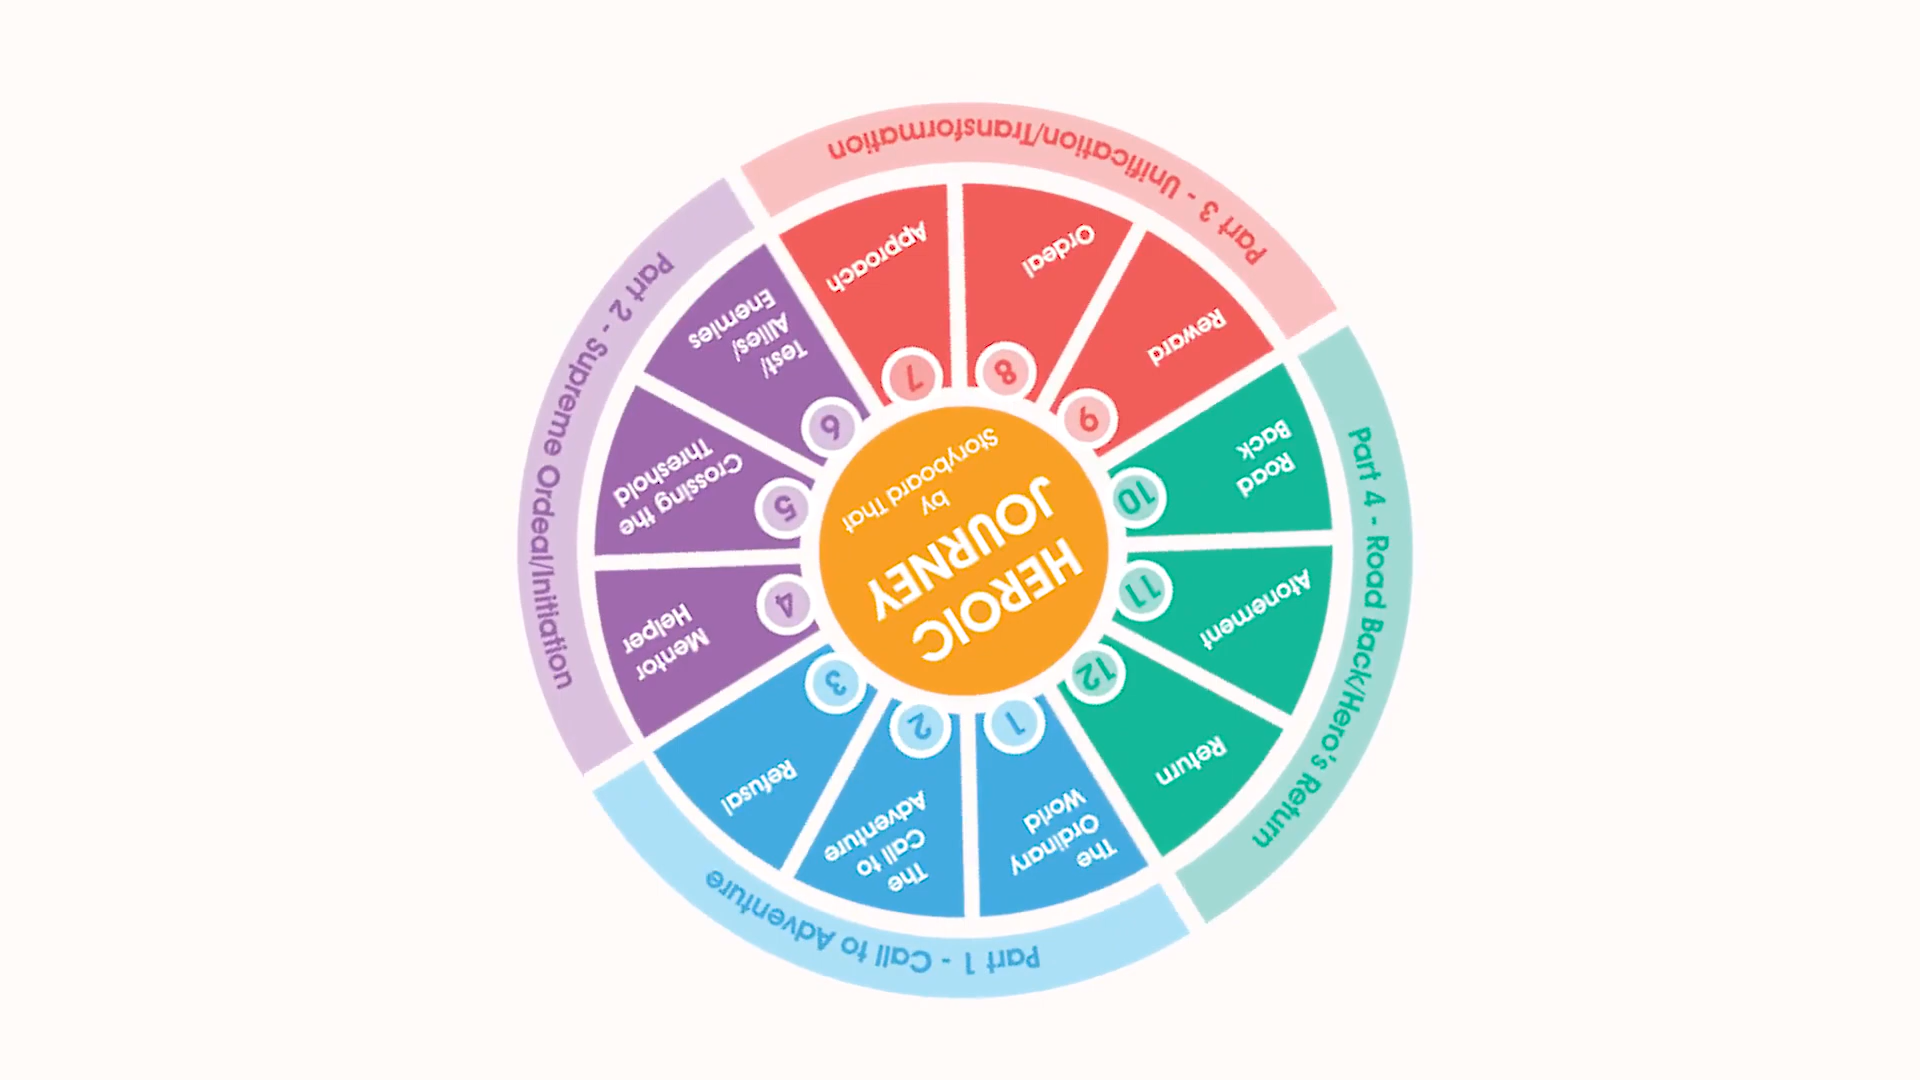 HEROIC
JOURNEY
by
Storyboard That
Part 1 - Call to Adventure
1
The
Ordinary
World
2
The
Call to
Adventure
3
Refusal
Part 2 - Supreme Ordeal/Initiation
4
Mentor
Helper
5
Crossing the
Threshold
6
Test/
Allies/
Enemies
Part 3 - Unification/Transformation
7
Approach
8
Ordeal
9
Reward
Part 4 - Road Back/Hero's Return
10
Road
Back
11
Atonement
12
Return